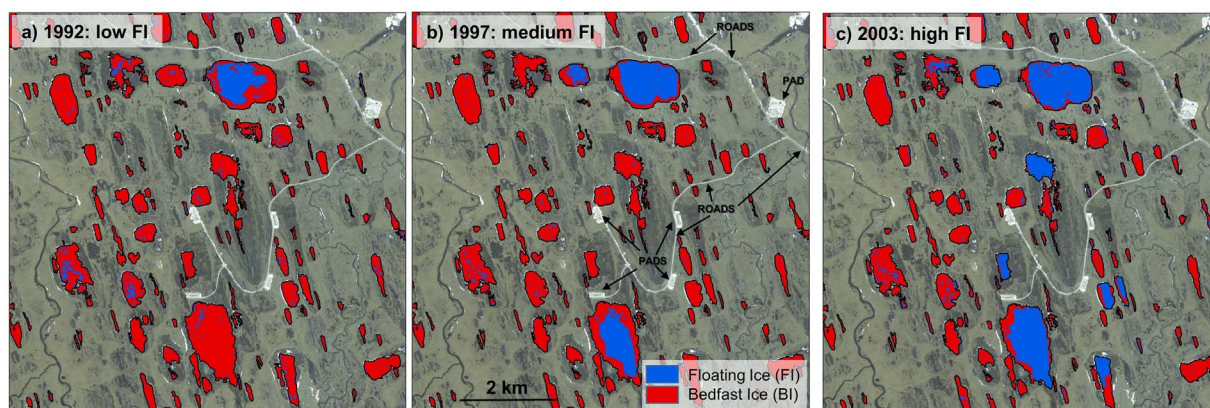 a) 1992: low FI
b) 1997: medium FI
ROADS
PAD
ROADS
PADS
2 km
Floating Ice (FI)
Bedfast Ice (BI)
c) 2003: high FI